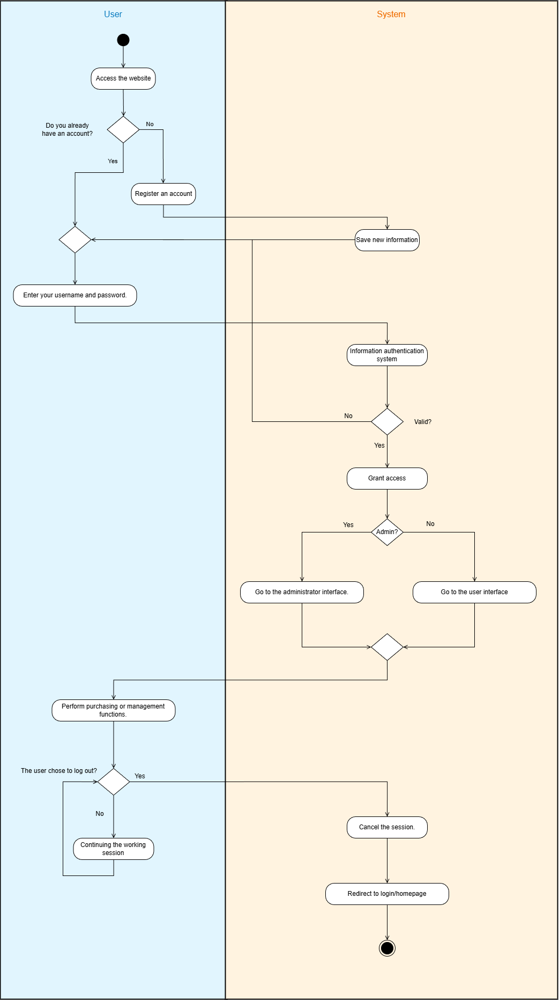 User
System
Access the website
Do you already
have an account?
No
Yes
Register an account
Save new information
Enter your username and password.
Information authentication
system
No
Valid?
Yes
Grant access
Yes
Admin?
No
Go to the administrator interface.
Go to the user interface
Perform purchasing or management
functions.
The user chose to log out?
Yes
No
Cancel the session.
Continuing the working
session
Redirect to login/homepage